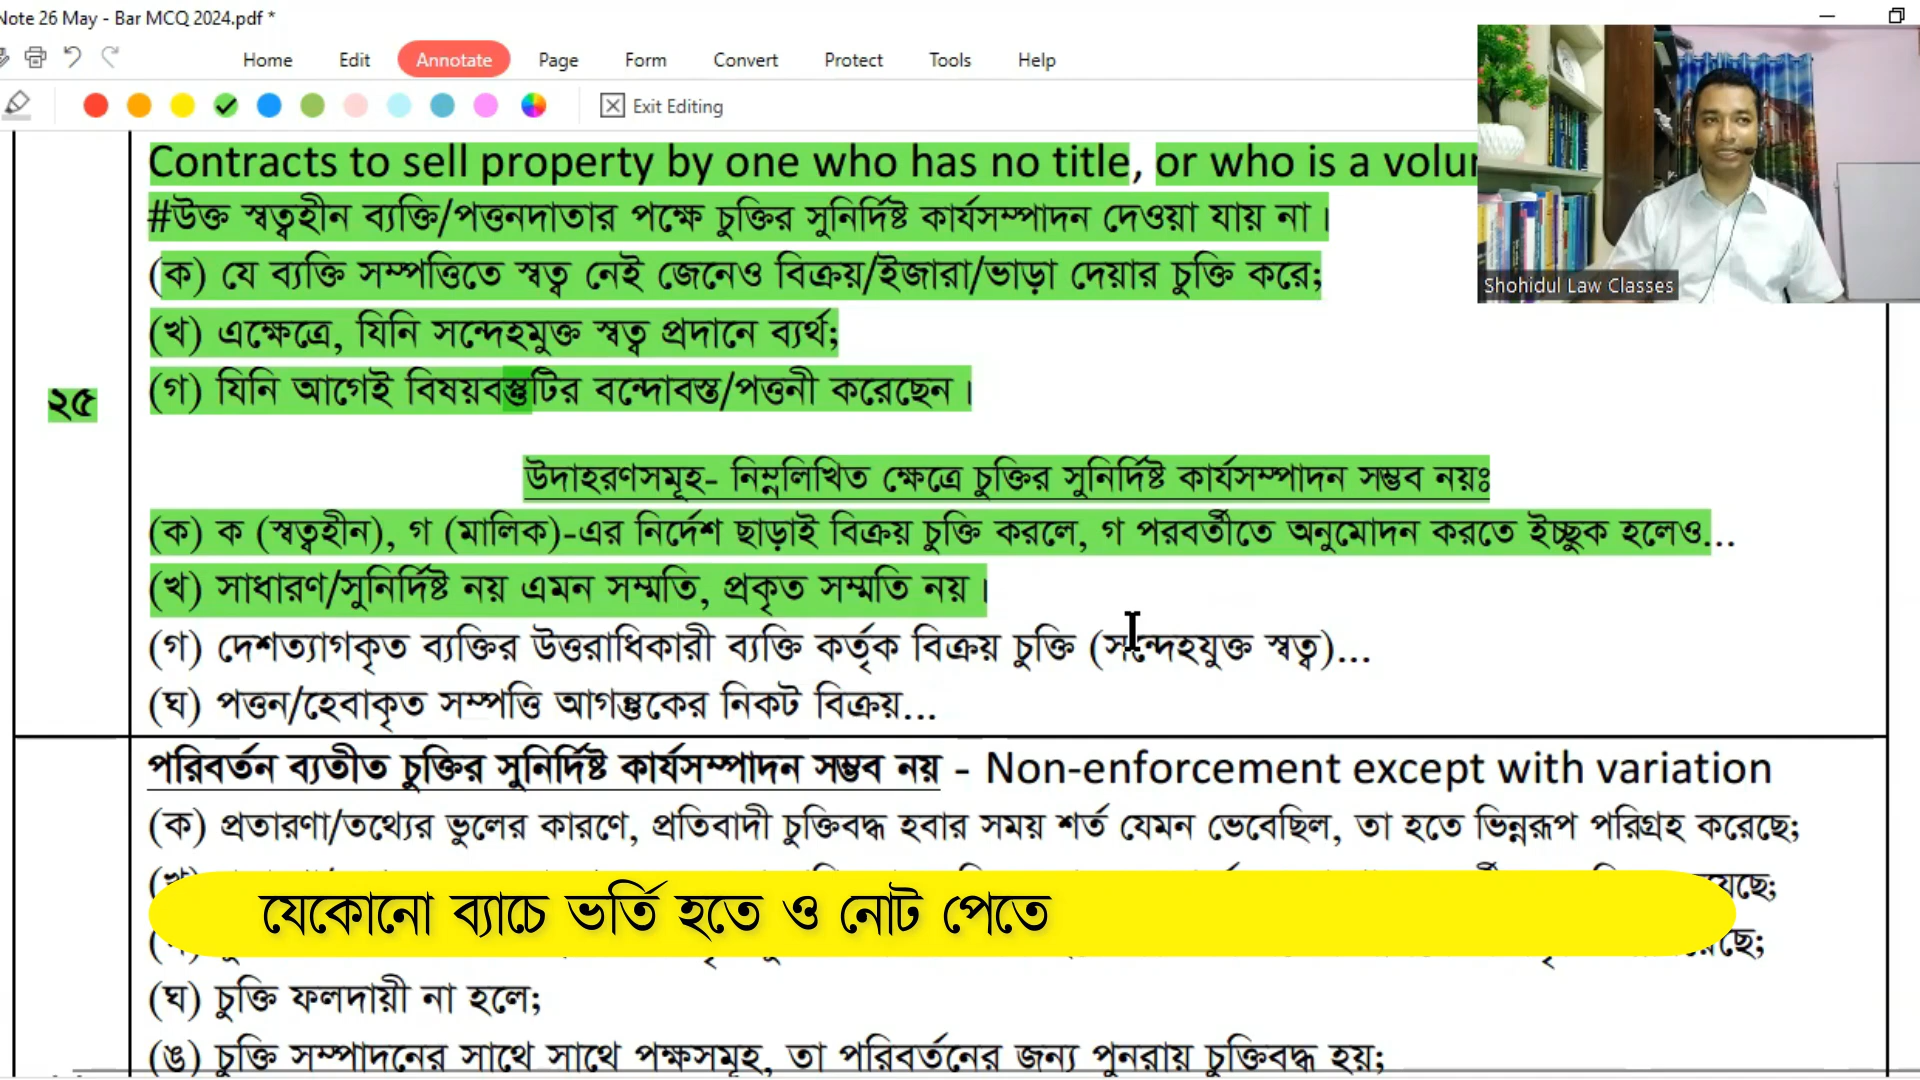 Note 26 May - Bar MCQ 2024.pdf *
Home Edit Annotate Page Form Convert Protect Tools Help
Exit Editing
Shohidul Law Classes
Contracts to sell property by one who has no title, or who is a
#উক্ত স্বত্বহীন ব্যক্তি/পত্তনদাতার পক্ষে চুক্তির সুনির্দিষ্ট কার্যসম্পাদন দেওয়া যায় না।
(ক) যে ব্যক্তি সম্পত্তিতে স্বত্ব নেই জেনেও বিক্রয়/ইজারা/ভাড়া দেয়ার চুক্তি করে;
(খ) এক্ষেত্রে, যিনি সন্দেহমুক্ত স্বত্ব প্রদানে ব্যর্থ;
(গ) যিনি আগেই বিষয়বস্তুটির বন্দোবস্ত/পত্তনী করেছেন।
২৫
উদাহরণসমূহ- নিম্নলিখিত ক্ষেত্রে চুক্তির সুনির্দিষ্ট কার্যসম্পাদন সম্ভব নয়ঃ
(ক) ক (স্বত্বহীন), গ (মালিক)-এর নির্দেশ ছাড়াই বিক্রয় চুক্তি করলে, গ পরবর্তীতে অনুমোদন করতে ইচ্ছুক হলেও...
(খ) সাধারণ/সুনির্দিষ্ট নয় এমন সম্মতি, প্রকৃত সম্মতি নয়।
(গ) দেশত্যাগকৃত ব্যক্তির উত্তরাধিকারী ব্যক্তি কর্তৃক বিক্রয় চুক্তি (সন্দেহযুক্ত স্বত্ব)...
(ঘ) পত্তন/হেবাকৃত সম্পত্তি আগন্তুকের নিকট বিক্রয়...
পরিবর্তন ব্যতীত চুক্তির সুনির্দিষ্ট কার্যসম্পাদন সম্ভব নয় - Non-enforcement except with variation
(ক) প্রতারণা/তথ্যের ভুলের কারণে, প্রতিবাদী চুক্তিবদ্ধ হবার সময় শর্ত যেমন ভেবেছিল, তা হতে ভিন্নরূপ পরিগ্রহ করেছে;
যেকোনো ব্যাচে ভর্তি হতে ও নোট পেতে
(ঘ) চুক্তি ফলদায়ী না হলে;
(ঙ) চুক্তি সম্পাদনের সাথে সাথে পক্ষসমূহ, তা পরিবর্তনের জন্য পুনরায় চুক্তিবদ্ধ হয়;